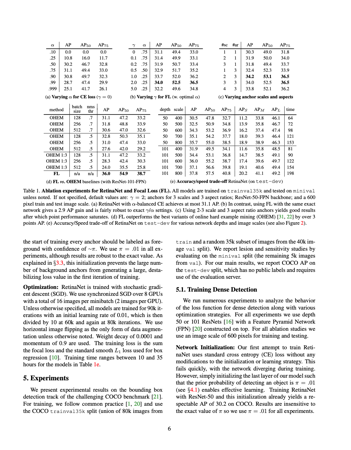 α AP AP50 AP75
.10 0.0 0.0 0.0
.25 10.8 16.0 11.7
.50 30.2 46.7 32.8
.75 31.1 49.4 33.0
.90 30.8 49.7 32.3
.99 28.7 47.4 29.9
.999 25.1 41.7 26.1
(a) Varying α for CE loss (γ = 0)
γ α AP AP50 AP75
0 .75 31.1 49.4 33.0
0.1 .75 31.4 49.9 33.1
0.2 .75 31.9 50.7 33.4
0.5 .50 32.9 51.7 35.2
1.0 .25 33.7 52.0 36.2
2.0 .25 34.0 52.5 36.5
5.0 .25 32.2 49.6 34.8
(b) Varying γ for FL (w. optimal α)
#sc #ar AP AP50 AP75
1 1 30.3 49.0 31.8
2 1 31.9 50.0 34.0
3 1 31.8 49.4 33.7
1 3 32.4 52.3 33.9
2 3 34.2 53.1 36.5
3 3 34.0 52.5 36.5
4 3 33.8 52.1 36.2
(c) Varying anchor scales and aspects
method batch size nms thr AP AP50 AP75
OHEM 128 .7 31.1 47.2 33.2
OHEM 256 .7 31.8 48.8 33.9
OHEM 512 .7 30.6 47.0 32.6
OHEM 128 .5 32.8 50.3 35.1
OHEM 256 .5 31.0 47.4 33.0
OHEM 512 .5 27.6 42.0 29.2
OHEM 1:3 128 .5 31.1 47.2 33.2
OHEM 1:3 256 .5 28.3 42.4 30.3
OHEM 1:3 512 .5 24.0 35.5 25.8
FL n/a n/a 36.0 54.9 38.7
(d) FL vs. OHEM baselines (with ResNet-101-FPN)
depth scale AP AP50 AP75 APS APM APL time
50 400 30.5 47.8 32.7 11.2 33.8 46.1 64
50 500 32.5 50.9 34.8 13.9 35.8 46.7 72
50 600 34.3 53.2 36.9 16.2 37.4 47.4 98
50 700 35.1 54.2 37.7 18.0 39.3 46.4 121
50 800 35.7 55.0 38.5 18.9 38.9 46.3 153
101 400 31.9 49.5 34.1 11.6 35.8 48.5 81
101 500 34.4 53.1 36.8 14.7 38.5 49.1 90
101 600 36.0 55.2 38.7 17.4 39.6 49.7 122
101 700 37.1 56.6 39.8 19.1 40.6 49.4 154
101 800 37.8 57.5 40.8 20.2 41.1 49.2 198
(e) Accuracy/speed trade-off RetinaNet (on test-dev)
Table 1. Ablation experiments for RetinaNet and Focal Loss (FL). All models are trained on trainval35k and tested on minival
unless noted. If not specified, default values are: γ = 2; anchors for 3 scales and 3 aspect ratios; ResNet-50-FPN backbone; and a 600
pixel train and test image scale. (a) RetinaNet with α-balanced CE achieves at most 31.1 AP. (b) In contrast, using FL with the same exact
network gives a 2.9 AP gain and is fairly robust to exact γ/α settings. (c) Using 2-3 scale and 3 aspect ratio anchors yields good results
after which point performance saturates. (d) FL outperforms the best variants of online hard example mining (OHEM) [31, 22] by over 3
points AP. (e) Accuracy/Speed trade-off of RetinaNet on test-dev for various network depths and image scales (see also Figure 2).
the start of training every anchor should be labeled as fore-
ground with confidence of ∼π. We use π = .01 in all ex-
periments, although results are robust to the exact value. As
explained in §3.3, this initialization prevents the large num-
ber of background anchors from generating a large, desta-
bilizing loss value in the first iteration of training.
Optimization: RetinaNet is trained with stochastic gradi-
ent descent (SGD). We use synchronized SGD over 8 GPUs
with a total of 16 images per minibatch (2 images per GPU).
Unless otherwise specified, all models are trained for 90k it-
erations with an initial learning rate of 0.01, which is then
divided by 10 at 60k and again at 80k iterations. We use
horizontal image flipping as the only form of data augmen-
tation unless otherwise noted. Weight decay of 0.0001 and
momentum of 0.9 are used. The training loss is the sum
the focal loss and the standard smooth L1 loss used for box
regression [10]. Training time ranges between 10 and 35
hours for the models in Table 1e.
5. Experiments
We present experimental results on the bounding box
detection track of the challenging COCO benchmark [21].
For training, we follow common practice [1, 20] and use
the COCO trainval35k split (union of 80k images from
train and a random 35k subset of images from the 40k im-
age val split). We report lesion and sensitivity studies by
evaluating on the minival split (the remaining 5k images
from val). For our main results, we report COCO AP on
the test-dev split, which has no public labels and requires
use of the evaluation server.
5.1. Training Dense Detection
We run numerous experiments to analyze the behavior
of the loss function for dense detection along with various
optimization strategies. For all experiments we use depth
50 or 101 ResNets [16] with a Feature Pyramid Network
(FPN) [20] constructed on top. For all ablation studies we
use an image scale of 600 pixels for training and testing.
Network Initialization: Our first attempt to train Reti-
naNet uses standard cross entropy (CE) loss without any
modifications to the initialization or learning strategy. This
fails quickly, with the network diverging during training.
However, simply initializing the last layer of our model such
that the prior probability of detecting an object is π = .01
(see §4.1) enables effective learning. Training RetinaNet
with ResNet-50 and this initialization already yields a re-
spectable AP of 30.2 on COCO. Results are insensitive to
the exact value of π so we use π = .01 for all experiments.
6